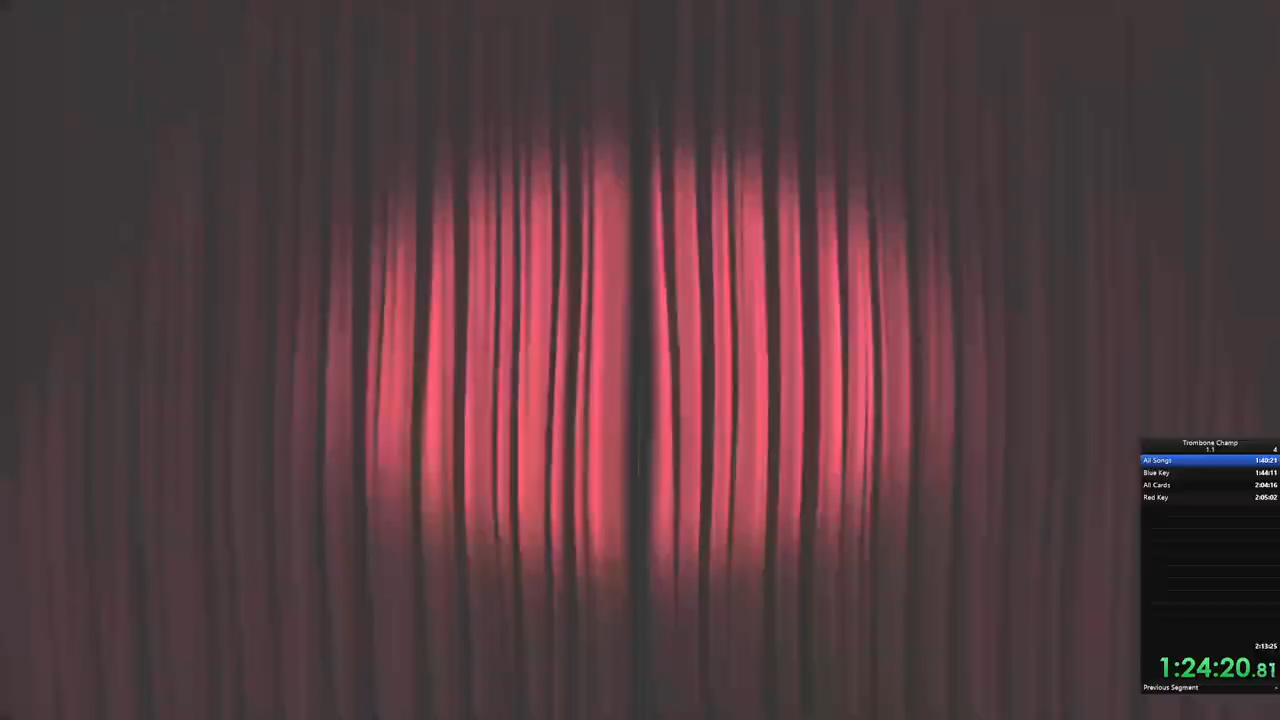 Trombone Champ
1.1 4
All Songs 1:40:21
Blue Key 1:44:11
All Cards 2:04:16
Red Key 2:05:02
2:13:25
1:24:20.81
Previous Segment -